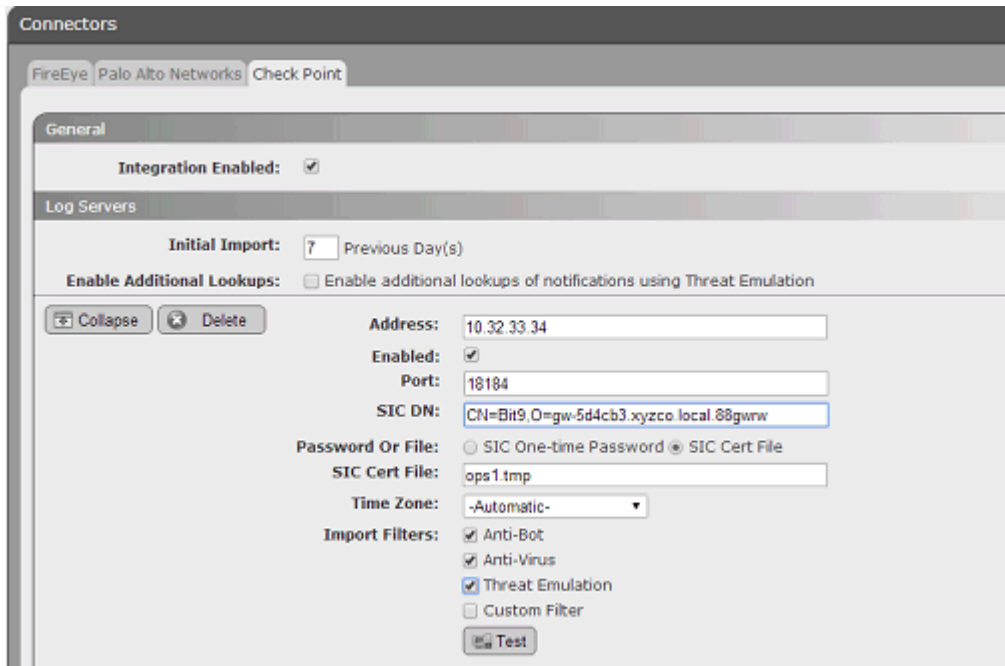 Connectors
FireEye Palo Alto Networks Check Point
General
Integration Enabled:
Log Servers
Initial Import: 7 Previous Day(s)
Enable Additional Lookups: Enable additional lookups of notifications using Threat Emulation
Collapse Delete
Address: 10.32.33.34
Enabled:
Port: 18184
SIC DN: CN=Bit9,O=gw-5d4cb3.xyzco.local.88gwrw
Password Or File: SIC One-time Password SIC Cert File
SIC Cert File: ops1.tmp
Time Zone: -Automatic-
Import Filters: Anti-Bot
Anti-Virus
Threat Emulation
Custom Filter
Test